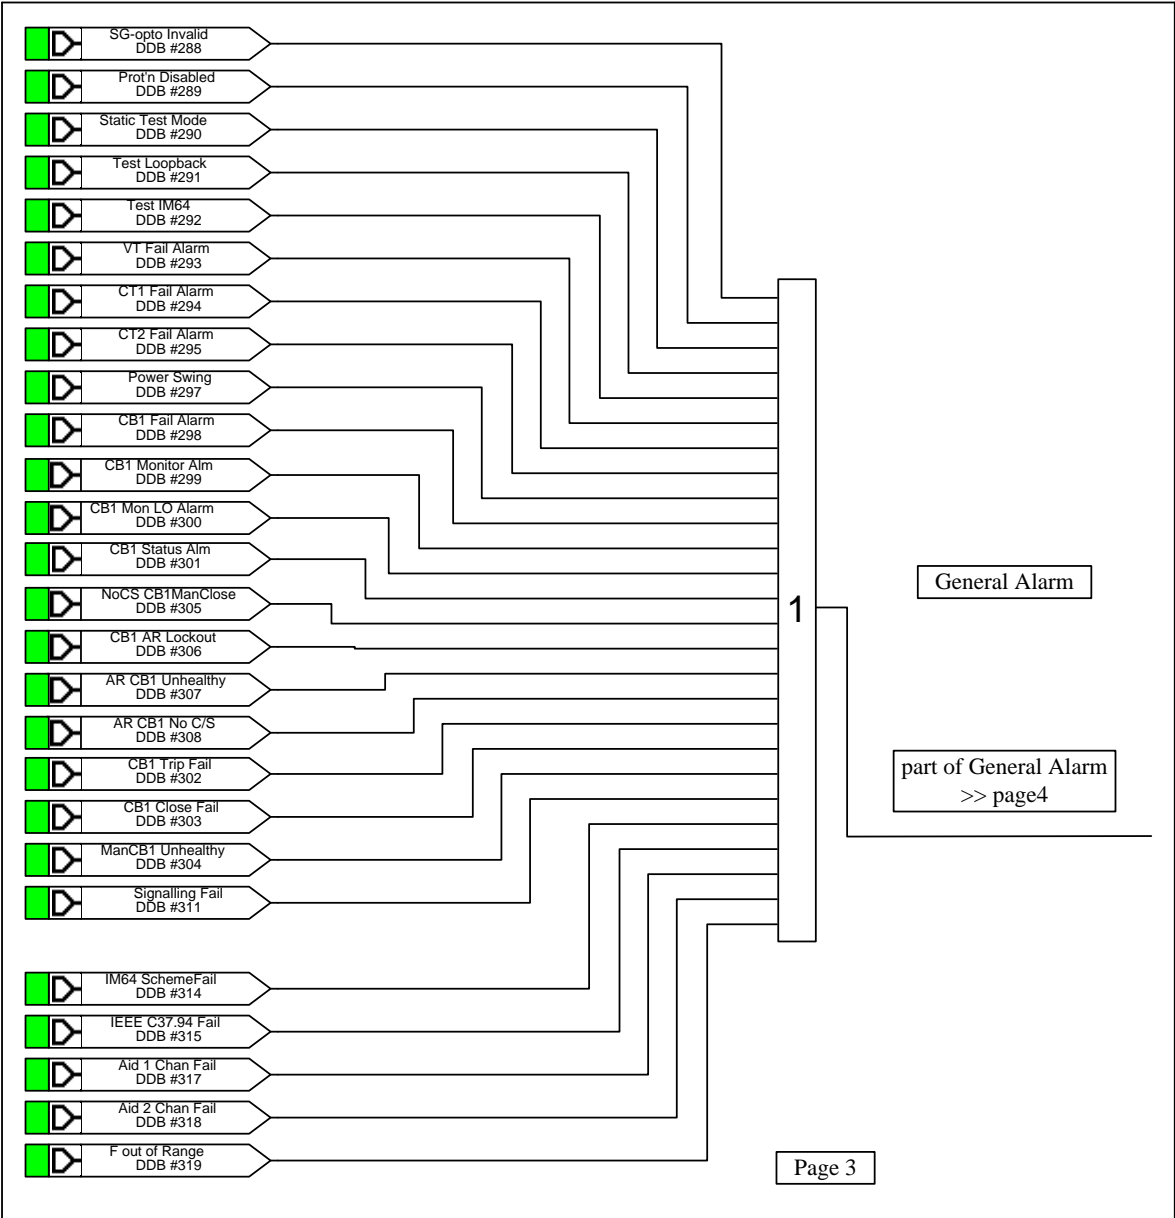 SG-opto Invalid
DDB #288
Prot'n Disabled
DDB #289
Static Test Mode
DDB #290
Test Loopback
DDB #291
Test IM64
DDB #292
VT Fail Alarm
DDB #293
CT1 Fail Alarm
DDB #294
CT2 Fail Alarm
DDB #295
Power Swing
DDB #297
CB1 Fail Alarm
DDB #298
CB1 Monitor Alm
DDB #299
CB1 Mon LO Alarm
DDB #300
CB1 Status Alm
DDB #301
NoCS CB1ManClose
DDB #305
CB1 AR Lockout
DDB #306
AR CB1 Unhealthy
DDB #307
AR CB1 No C/S
DDB #308
CB1 Trip Fail
DDB #302
CB1 Close Fail
DDB #303
ManCB1 Unhealthy
DDB #304
Signalling Fail
DDB #311
IM64 SchemeFail
DDB #314
IEEE C37.94 Fail
DDB #315
Aid 1 Chan Fail
DDB #317
Aid 2 Chan Fail
DDB #318
F out of Range
DDB #319
1
General Alarm
part of General Alarm
>> page4
Page 3